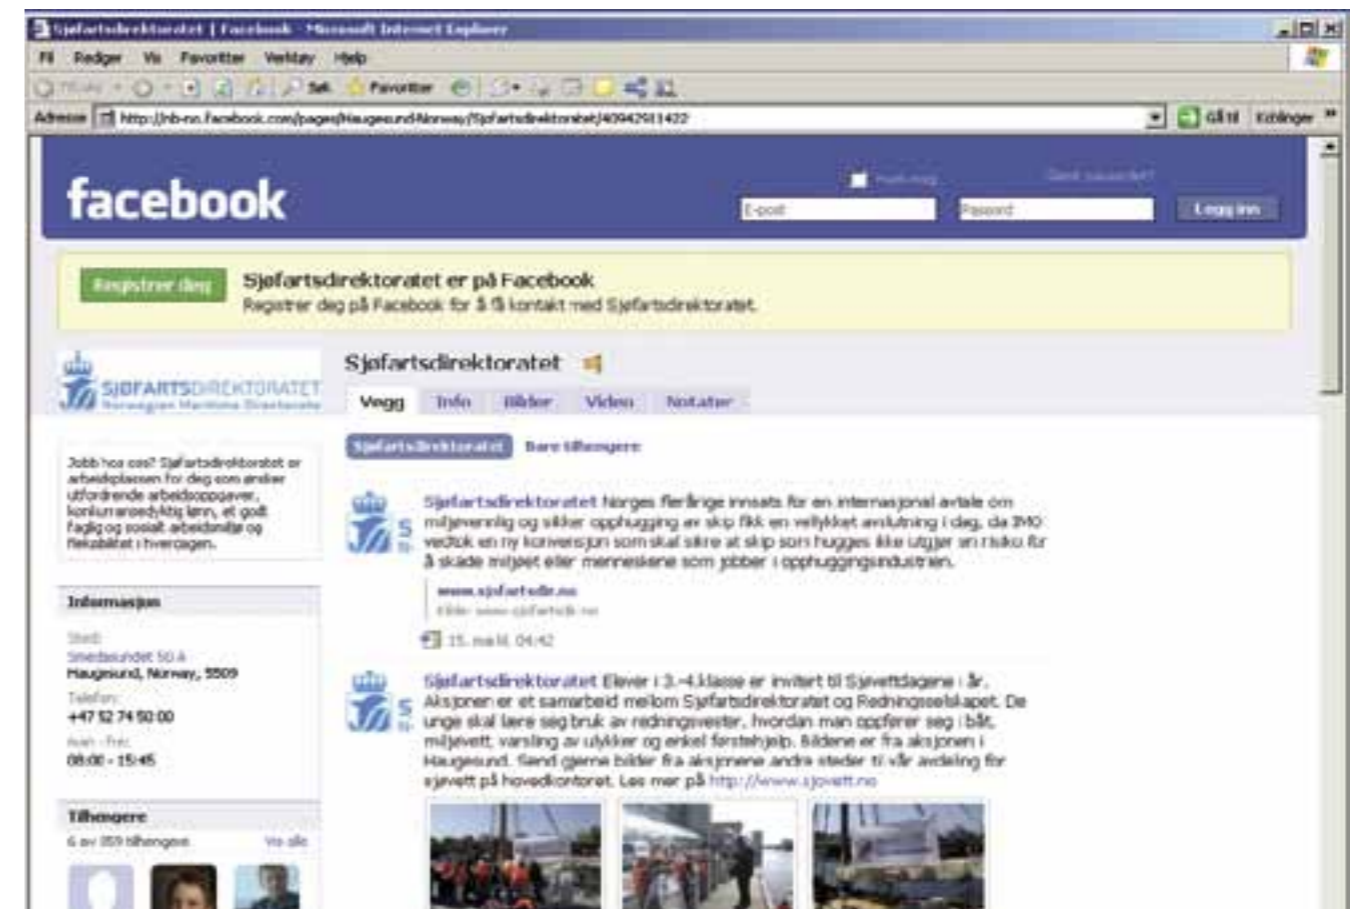 Sjøfartsdirektoratet | Facebook - Microsoft Internet Explorer
Fil Rediger Vis Favoritter Verktøy Hjelp
Søk Favoritter
Adresse http://nb-no.facebook.com/pages/Haugesund-Norway/Sjofartsdirektoratet/40942911422 Gå til Koblinger
facebook
E-post Passord Logg inn
Registrer deg
Sjøfartsdirektoratet er på Facebook
Registrer deg på Facebook for å få kontakt med Sjøfartsdirektoratet.
SJØFARTSDIREKTORATET
Norwegian Maritime Directorate
Sjøfartsdirektoratet
Vegg Info Bilder Video Notater
Sjøfartsdirektoratet Bare tilhengere
Jobb hos oss? Sjøfartsdirektoratet er
arbeidsplassen for deg som ønsker
utfordrende arbeidsoppgaver,
konkurransedyktig lønn, et godt
faglig og sosialt arbeidsmiljø og
fleksibilitet i hverdagen.
Informasjon
Sted:
Smedasundet 50 A
Haugesund, Norway, 5509
Telefon:
+47 52 74 50 00
man - fre:
08:00 - 15:45
Tilhengere
6 av 859 tilhengere Vis alle
Sjøfartsdirektoratet Norges flerårige innsats for en internasjonal avtale om
miljøvennlig og sikker opphugging av skip fikk en vellykket avslutning i dag, da IMO
vedtok en ny konvensjon som skal sikre at skip som hugges ikke utgjør en risiko for
å skade miljøet eller menneskene som jobber i opphuggingsindustrien.
www.sjofartsdir.no
Kilde: www.sjofartsdir.no
15. mai kl. 04:42
Sjøfartsdirektoratet Elever i 3.-4.klasse er invitert til Sjøvettdagene i år.
Aksjonen er et samarbeid mellom Sjøfartsdirektoratet og Redningsselskapet. De
unge skal lære seg bruk av redningsvester, hvordan man oppfører seg i båt,
miljøvett, varsling av ulykker og enkel førstehjelp. Bildene er fra aksjonen i
Haugesund. Send gjerne bilder fra aksjonene andre steder til vår avdeling for
sjøvett på hovedkontoret. Les mer på http://www.sjovett.no